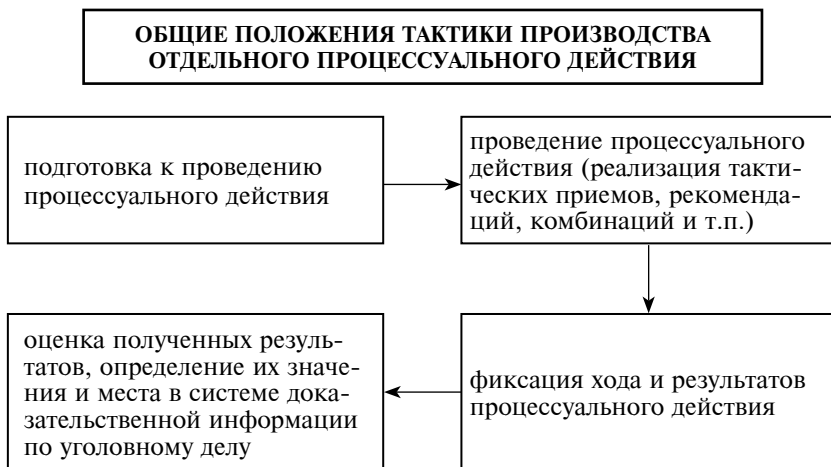 ОБЩИЕ ПОЛОЖЕНИЯ ТАКТИКИ ПРОИЗВОДСТВА
ОТДЕЛЬНОГО ПРОЦЕССУАЛЬНОГО ДЕЙСТВИЯ
подготовка к проведению
процессуального действия
проведение процессуального
действия (реализация такти-
ческих приемов, рекоменда-
ций, комбинаций и т.п.)
фиксация хода и результатов
процессуального действия
оценка полученных резуль-
татов, определение их значе-
ния и места в системе дока-
зательственной информации
по уголовному делу